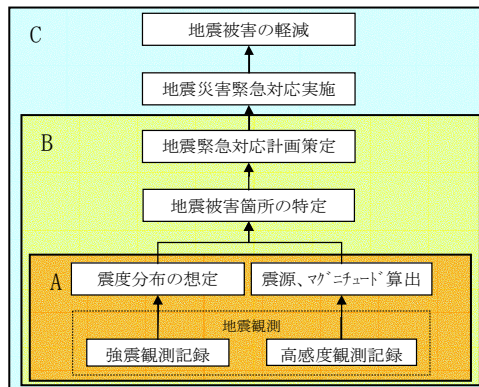 C
地震被害の軽減
地震災害緊急対応実施
B
地震緊急対応計画策定
地震被害箇所の特定
A
震度分布の想定
震源、ﾏｸﾞﾆﾁｭｰﾄﾞ算出
地震観測
強震観測記録
高感度観測記録